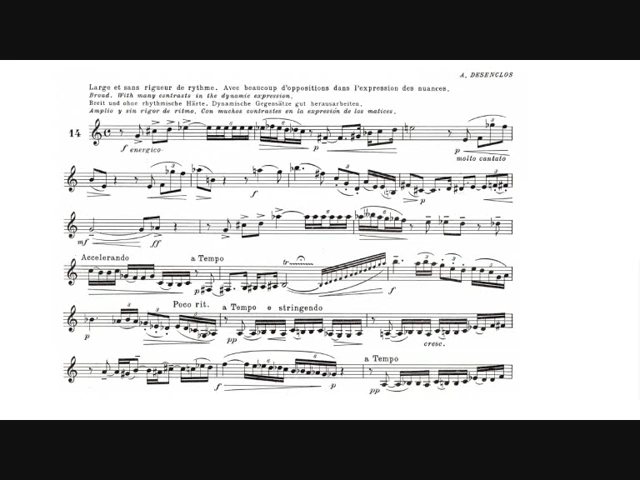 A. DESENCLOS
Largo et sans rigueur de rythme. Avec beaucoup d'oppositions dans l'expression des nuances.
Broad. With many contrasts in the dynamic expression.
Breit und ohne rhythmische Härte. Dynamische Gegensätze gut herausarbeiten.
Amplio y sin rigor de ritmo. Con muchos contrastes en la expresión de los matices.
14
f energico
p
p
molto cantato
f
p
mf
ff
Accelerando a Tempo
tr
p
f
Poco rit. a Tempo e stringendo
p
pp
cresc.
a Tempo
f
p
pp